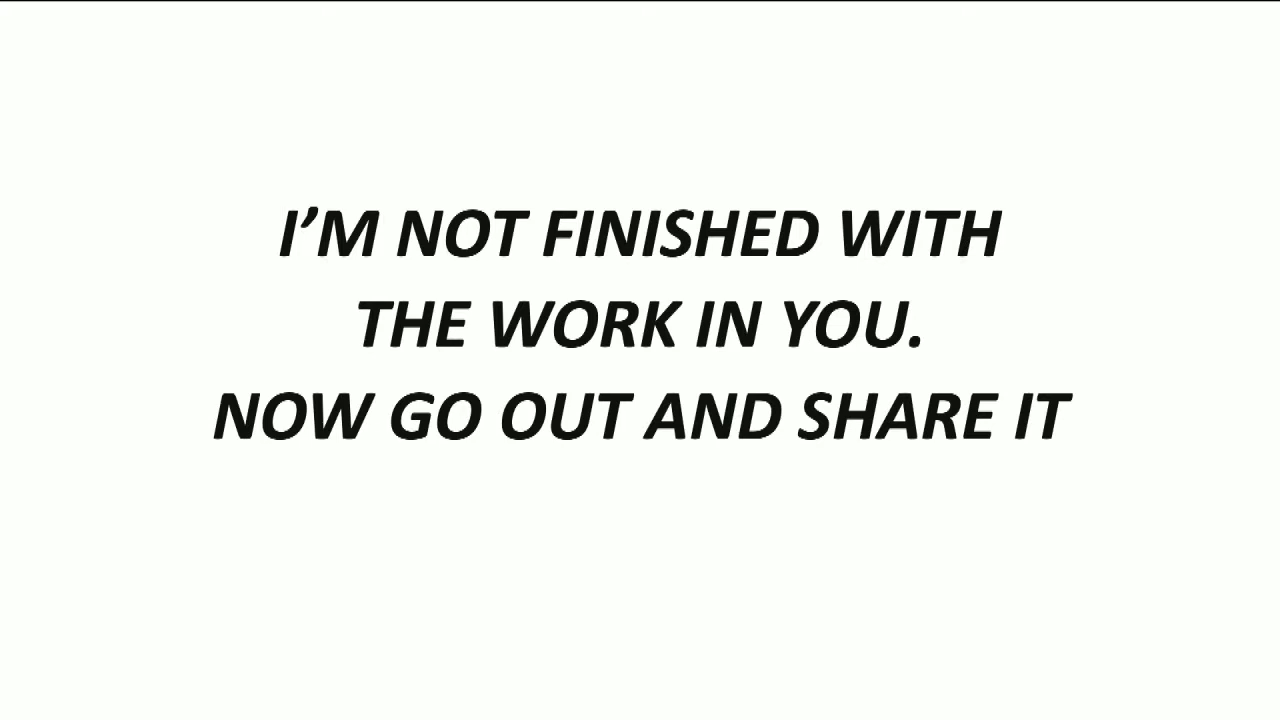 I’M NOT FINISHED WITH
THE WORK IN YOU.
NOW GO OUT AND SHARE IT